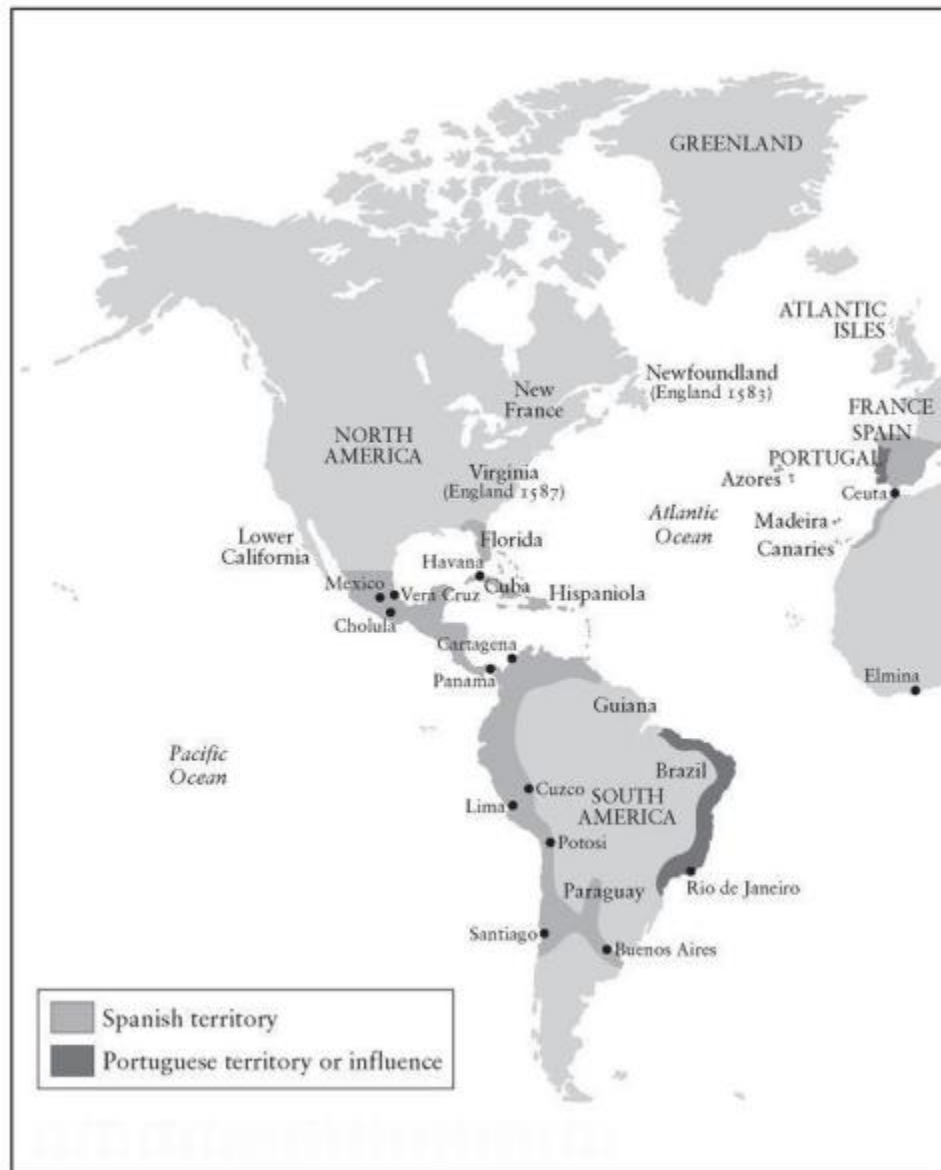 GREENLAND
ATLANTIC
ISLES
Newfoundland
(England 1583)
New
France
FRANCE
SPAIN
PORTUGAL
NORTH
AMERICA
Virginia
(England 1587)
Azores
Ceuta
Atlantic
Ocean
Madeira
Canaries
Lower
California
Florida
Havana
Cuba
Hispaniola
Mexico
Vera Cruz
Cholula
Cartagena
Panama
Elmina
Guiana
Pacific
Ocean
Brazil
Cuzco
SOUTH
AMERICA
Lima
Potosi
Paraguay
Rio de Janeiro
Santiago
Buenos Aires
Spanish territory
Portuguese territory or influence